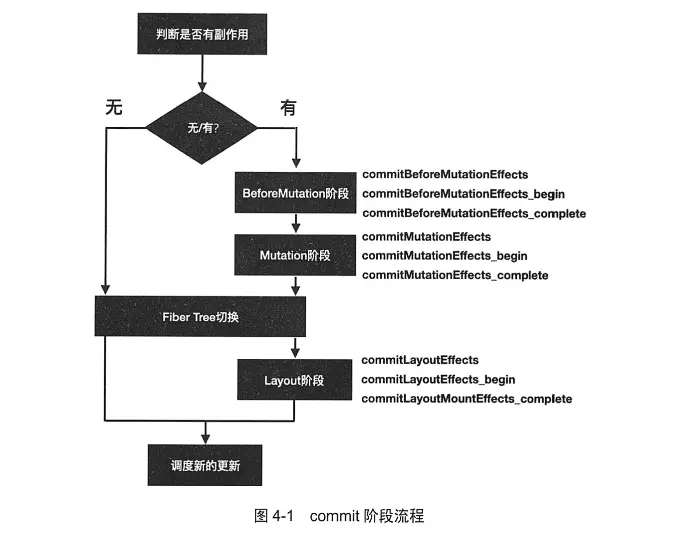 判断是否有副作用
无
有
无/有?
commitBeforeMutationEffects
BeforeMutation阶段
commitBeforeMutationEffects_begin
commitBeforeMutationEffects_complete
commitMutationEffects
Mutation阶段
commitMutationEffects_begin
commitMutationEffects_complete
Fiber Tree切换
commitLayoutEffects
Layout阶段
commitLayoutEffects_begin
commitLayoutMountEffects_complete
调度新的更新
图 4-1 commit 阶段流程